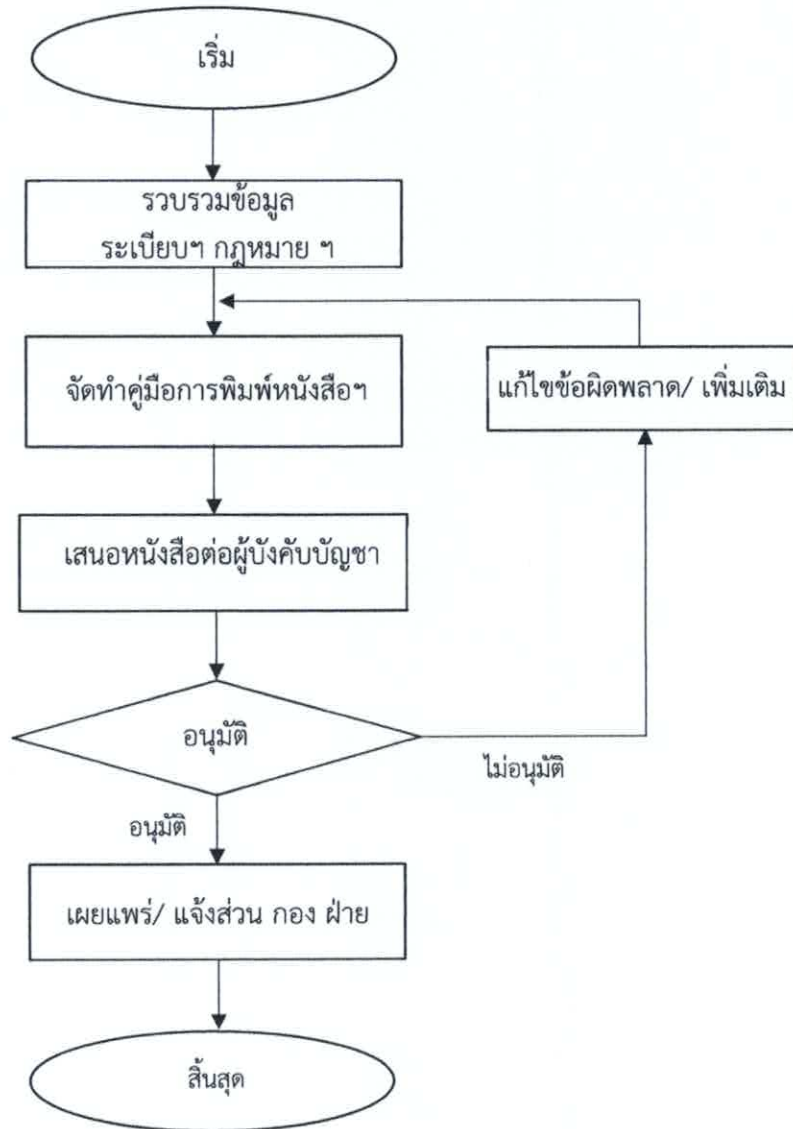 เริ่ม
รวบรวมข้อมูล
ระเบียบฯ กฎหมาย ฯ
จัดทำคู่มือการพิมพ์หนังสือฯ
แก้ไขข้อผิดพลาด/ เพิ่มเติม
เสนอหนังสือต่อผู้บังคับบัญชา
อนุมัติ
ไม่อนุมัติ
อนุมัติ
เผยแพร่/ แจ้งส่วน กอง ฝ่าย
สิ้นสุด